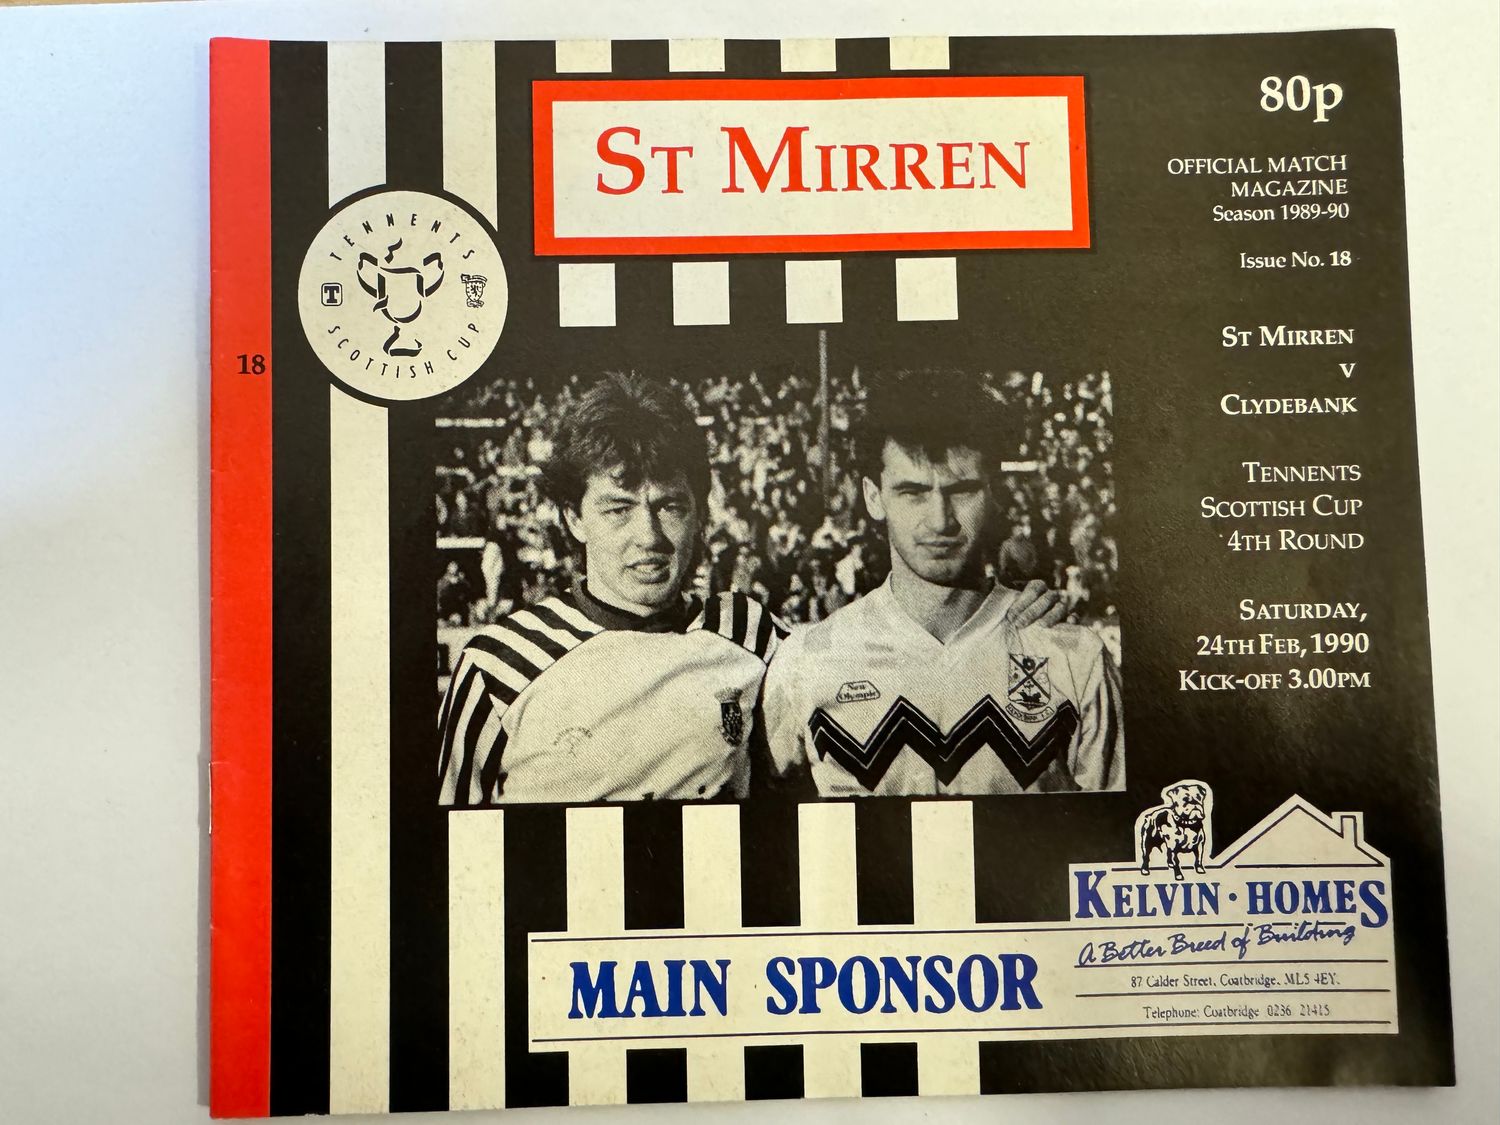 ST MIRREN
80p
OFFICIAL MATCH
MAGAZINE
Season 1989-90
Issue No. 18
TENNENTS
T
SCOTTISH CUP
18
ST MIRREN
V
CLYDEBANK
TENNENTS
SCOTTISH CUP
4TH ROUND
SATURDAY,
24TH FEB, 1990
KICK-OFF 3.00PM
New
Olympic
KELVIN · HOMES
A Better Breed of Building
MAIN SPONSOR
87 Calder Street, Coatbridge. ML5 4EY.
Telephone: Coatbridge 0236 21415